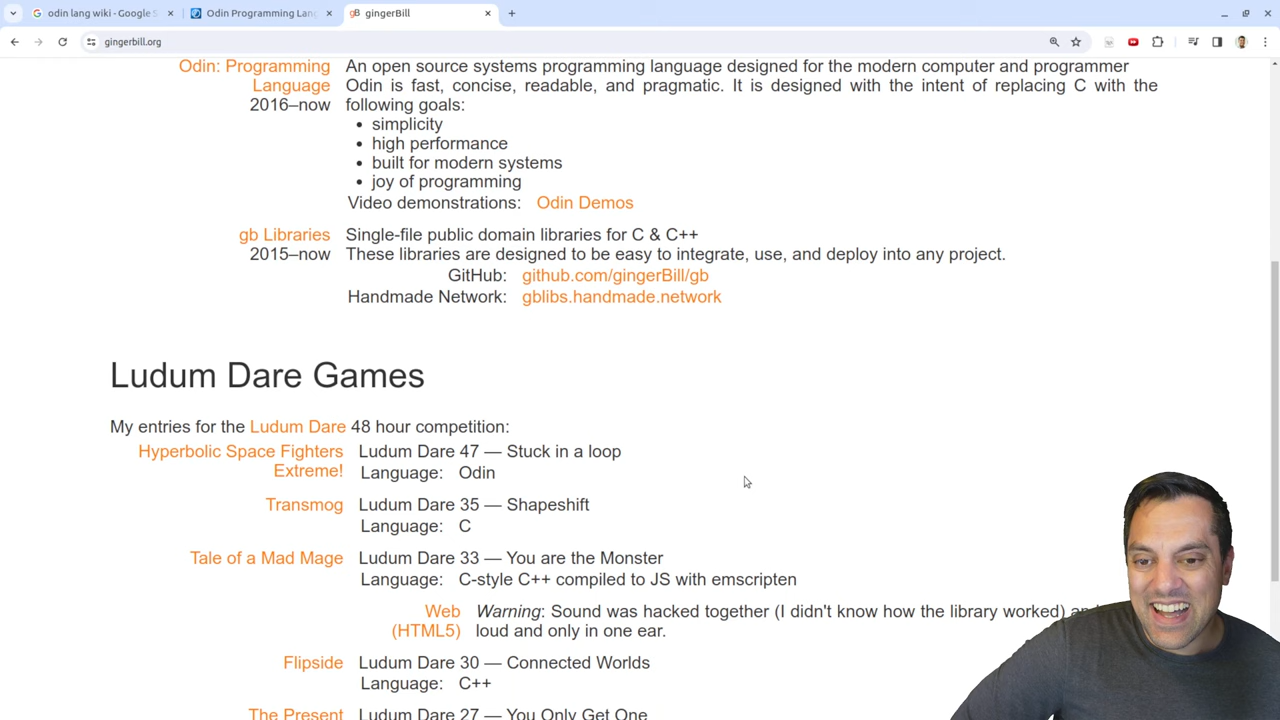 odin lang wiki - Google S
Odin Programming Lang
gB gingerBill
gingerbill.org
Odin: Programming Language
2016–now
An open source systems programming language designed for the modern computer and programmer
Odin is fast, concise, readable, and pragmatic. It is designed with the intent of replacing C with the
following goals:
• simplicity
• high performance
• built for modern systems
• joy of programming
Video demonstrations: Odin Demos
gb Libraries
2015–now
Single-file public domain libraries for C & C++
These libraries are designed to be easy to integrate, use, and deploy into any project.
GitHub: github.com/gingerBill/gb
Handmade Network: gblibs.handmade.network
Ludum Dare Games
My entries for the Ludum Dare 48 hour competition:
Hyperbolic Space Fighters
Extreme!
Ludum Dare 47 — Stuck in a loop
Language: Odin
Transmog Ludum Dare 35 — Shapeshift
Language: C
Tale of a Mad Mage Ludum Dare 33 — You are the Monster
Language: C-style C++ compiled to JS with emscripten
Web
(HTML5)
Warning: Sound was hacked together (I didn't know how the library worked)
loud and only in one ear.
Flipside Ludum Dare 30 — Connected Worlds
Language: C++
The Present Ludum Dare 27 — You Only Get One